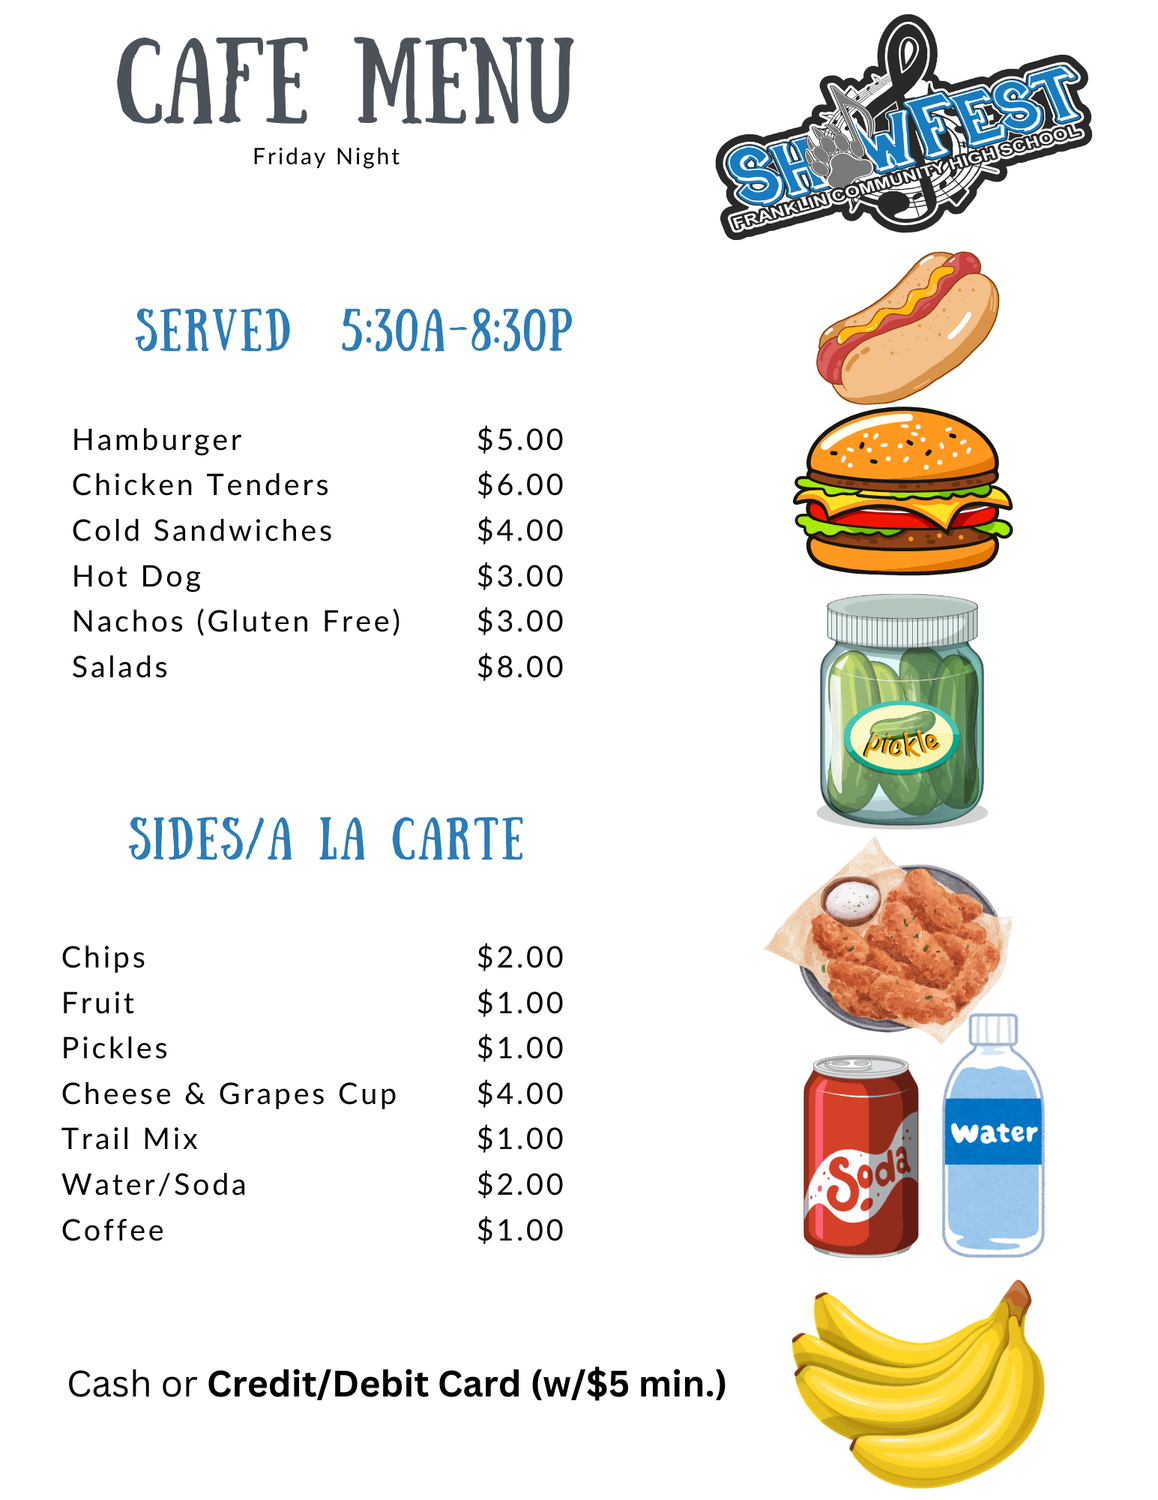 CAFE MENU
Friday Night
SHOWFEST
FRANKLIN COMMUNITY HIGH SCHOOL
SERVED 5:30A-8:30P
Hamburger $5.00
Chicken Tenders $6.00
Cold Sandwiches $4.00
Hot Dog $3.00
Nachos (Gluten Free) $3.00
Salads $8.00
pickle
SIDES/A LA CARTE
Chips $2.00
Fruit $1.00
Pickles $1.00
Cheese & Grapes Cup $4.00
Trail Mix $1.00
Water/Soda $2.00
Coffee $1.00
Water
Soda
Cash or Credit/Debit Card (w/$5 min.)